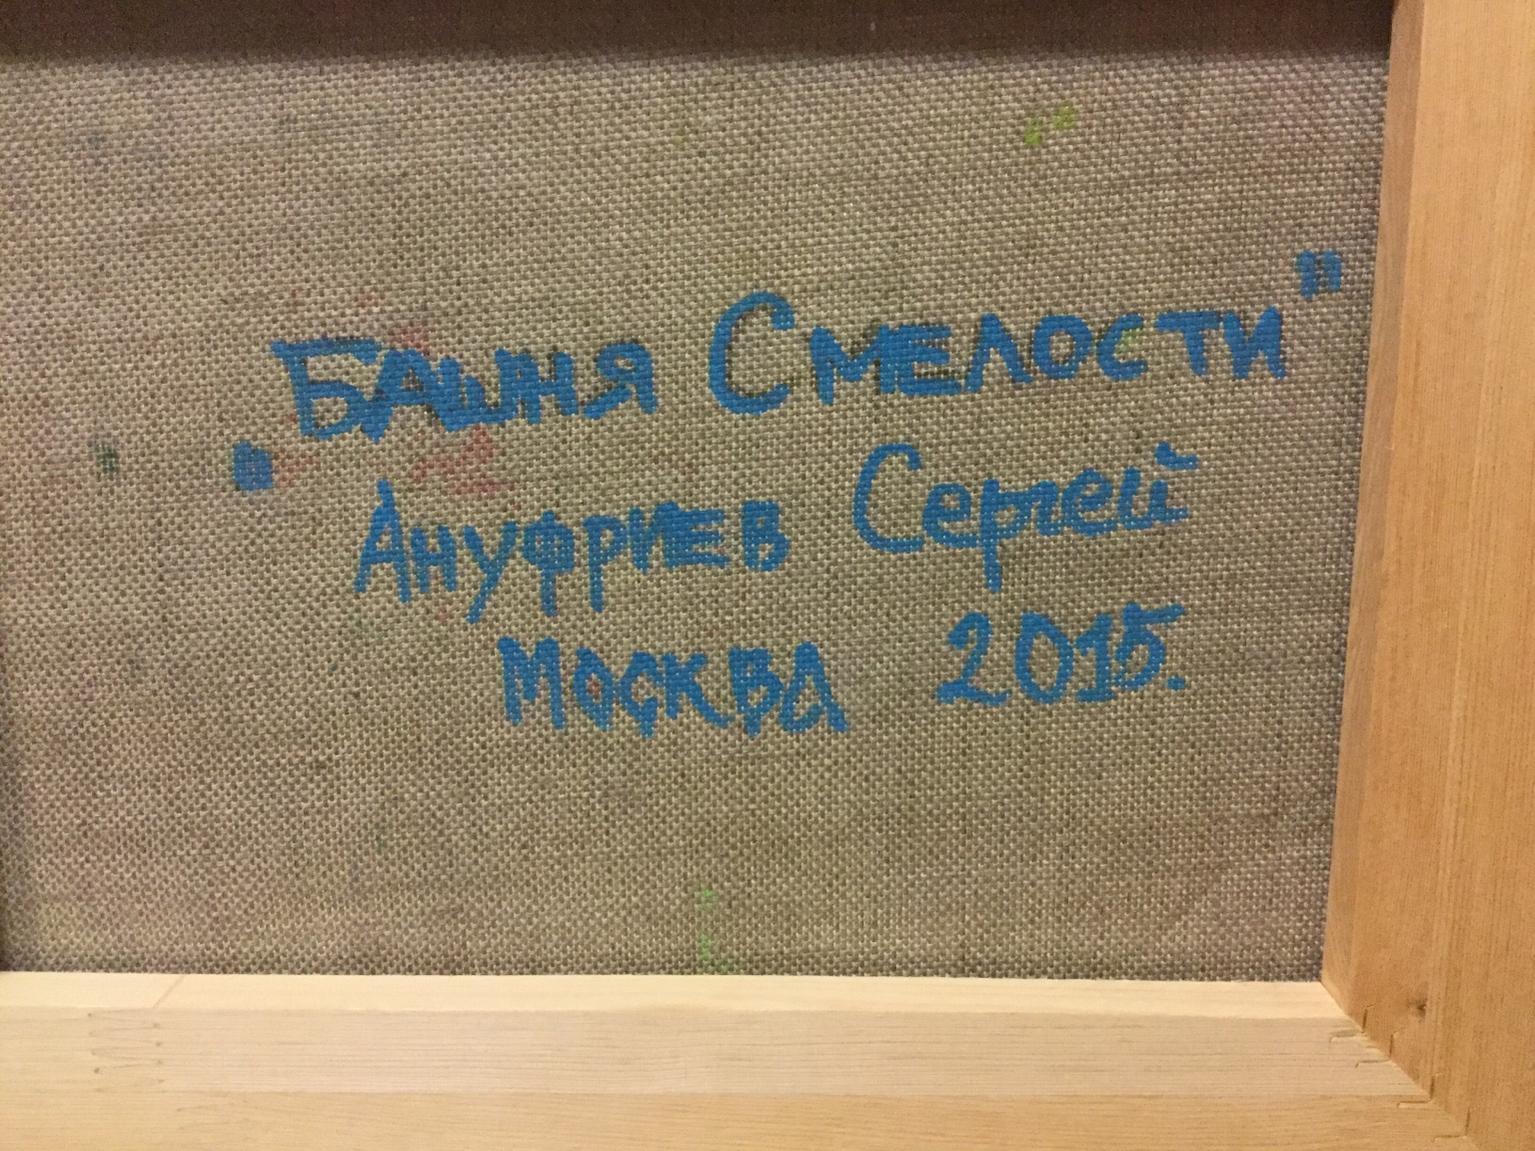 „Башня Смелости"
Ануфриев Сергей
Москва 2015.